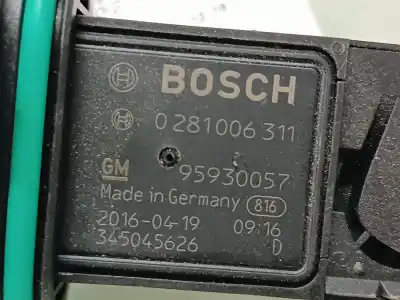 BOSCH
0 281 006 311
GM 95930057
Made in Germany 816
2016-04-19 09:16
345045626 D